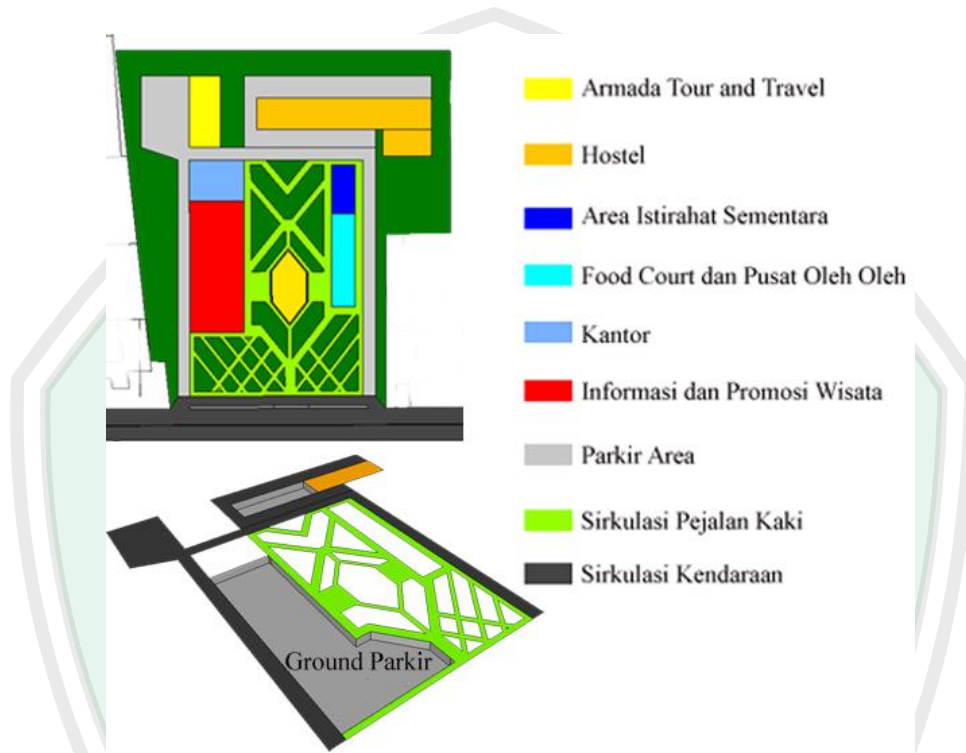 Armada Tour and Travel
Hostel
Area Istirahat Sementara
Food Court dan Pusat Oleh Oleh
Kantor
Informasi dan Promosi Wisata
Parkir Area
Sirkulasi Pejalan Kaki
Sirkulasi Kendaraan
Ground Parkir